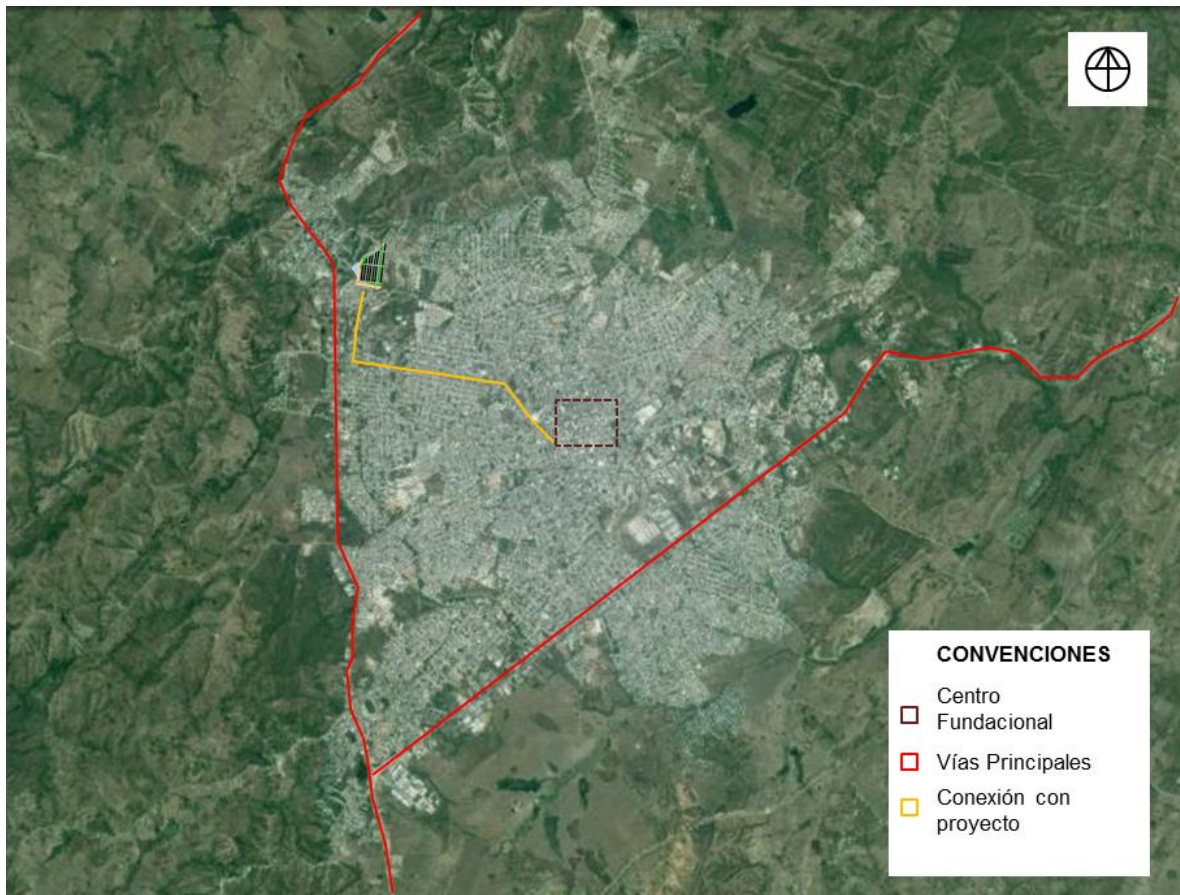 CONVENCIONES
Centro
Fundacional
Vías Principales
Conexión con
proyecto